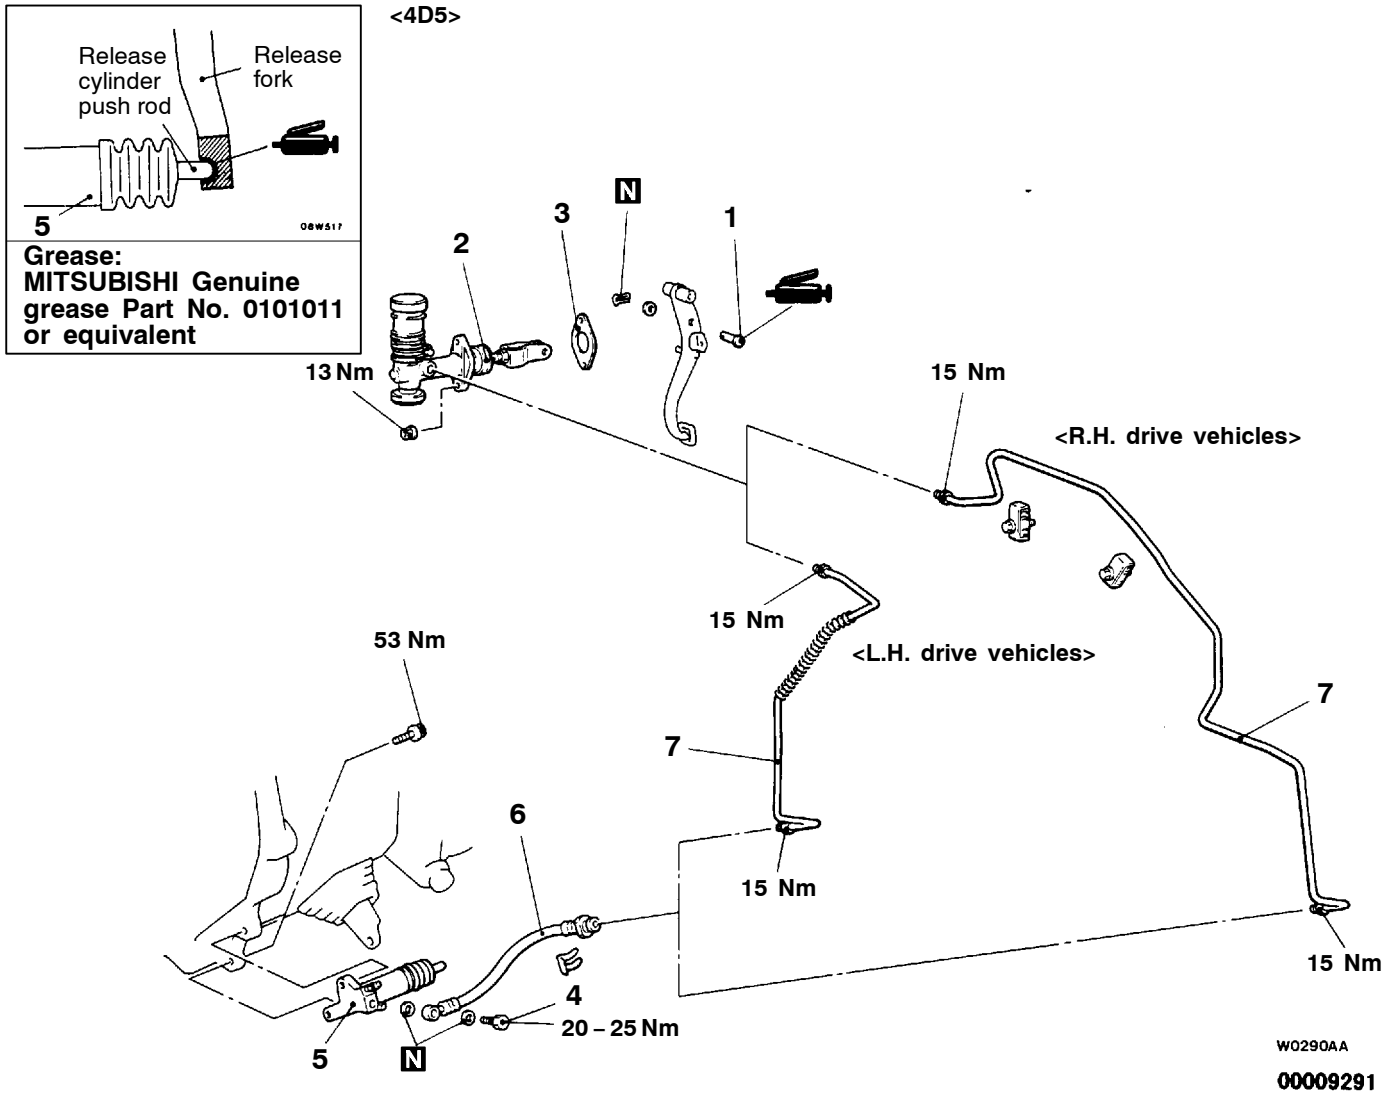 <4D5>
Release
cylinder
push rod
Release
fork
5
08W517
Grease:
MITSUBISHI Genuine
grease Part No. 0101011
or equivalent
N
3
1
2
13 Nm
15 Nm
<R.H. drive vehicles>
15 Nm
<L.H. drive vehicles>
53 Nm
7
7
6
15 Nm
15 Nm
4
20 – 25 Nm
5
N
W0290AA
00009291